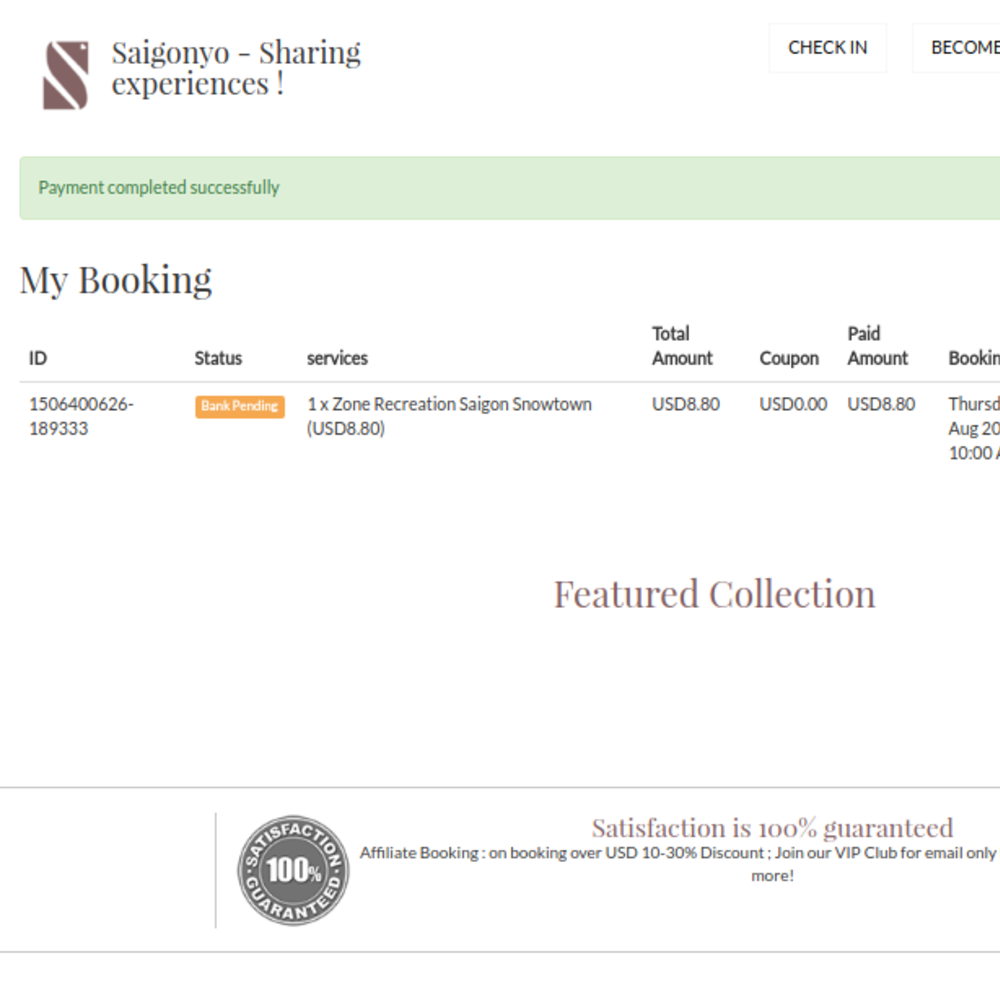 Saigonyo - Sharing
experiences !
CHECK IN
BECOME
Payment completed successfully
My Booking
ID Status services Total Amount Coupon Paid Amount Bookin
1506400626-
189333
Bank Pending
1 x Zone Recreation Saigon Snowtown
(USD8.80)
USD8.80
USD0.00
USD8.80
Thursd
Aug 20
10:00 A
Featured Collection
SATISFACTION
100%
GUARANTEED
Satisfaction is 100% guaranteed
Affiliate Booking : on booking over USD 10-30% Discount ; Join our VIP Club for email only
more!